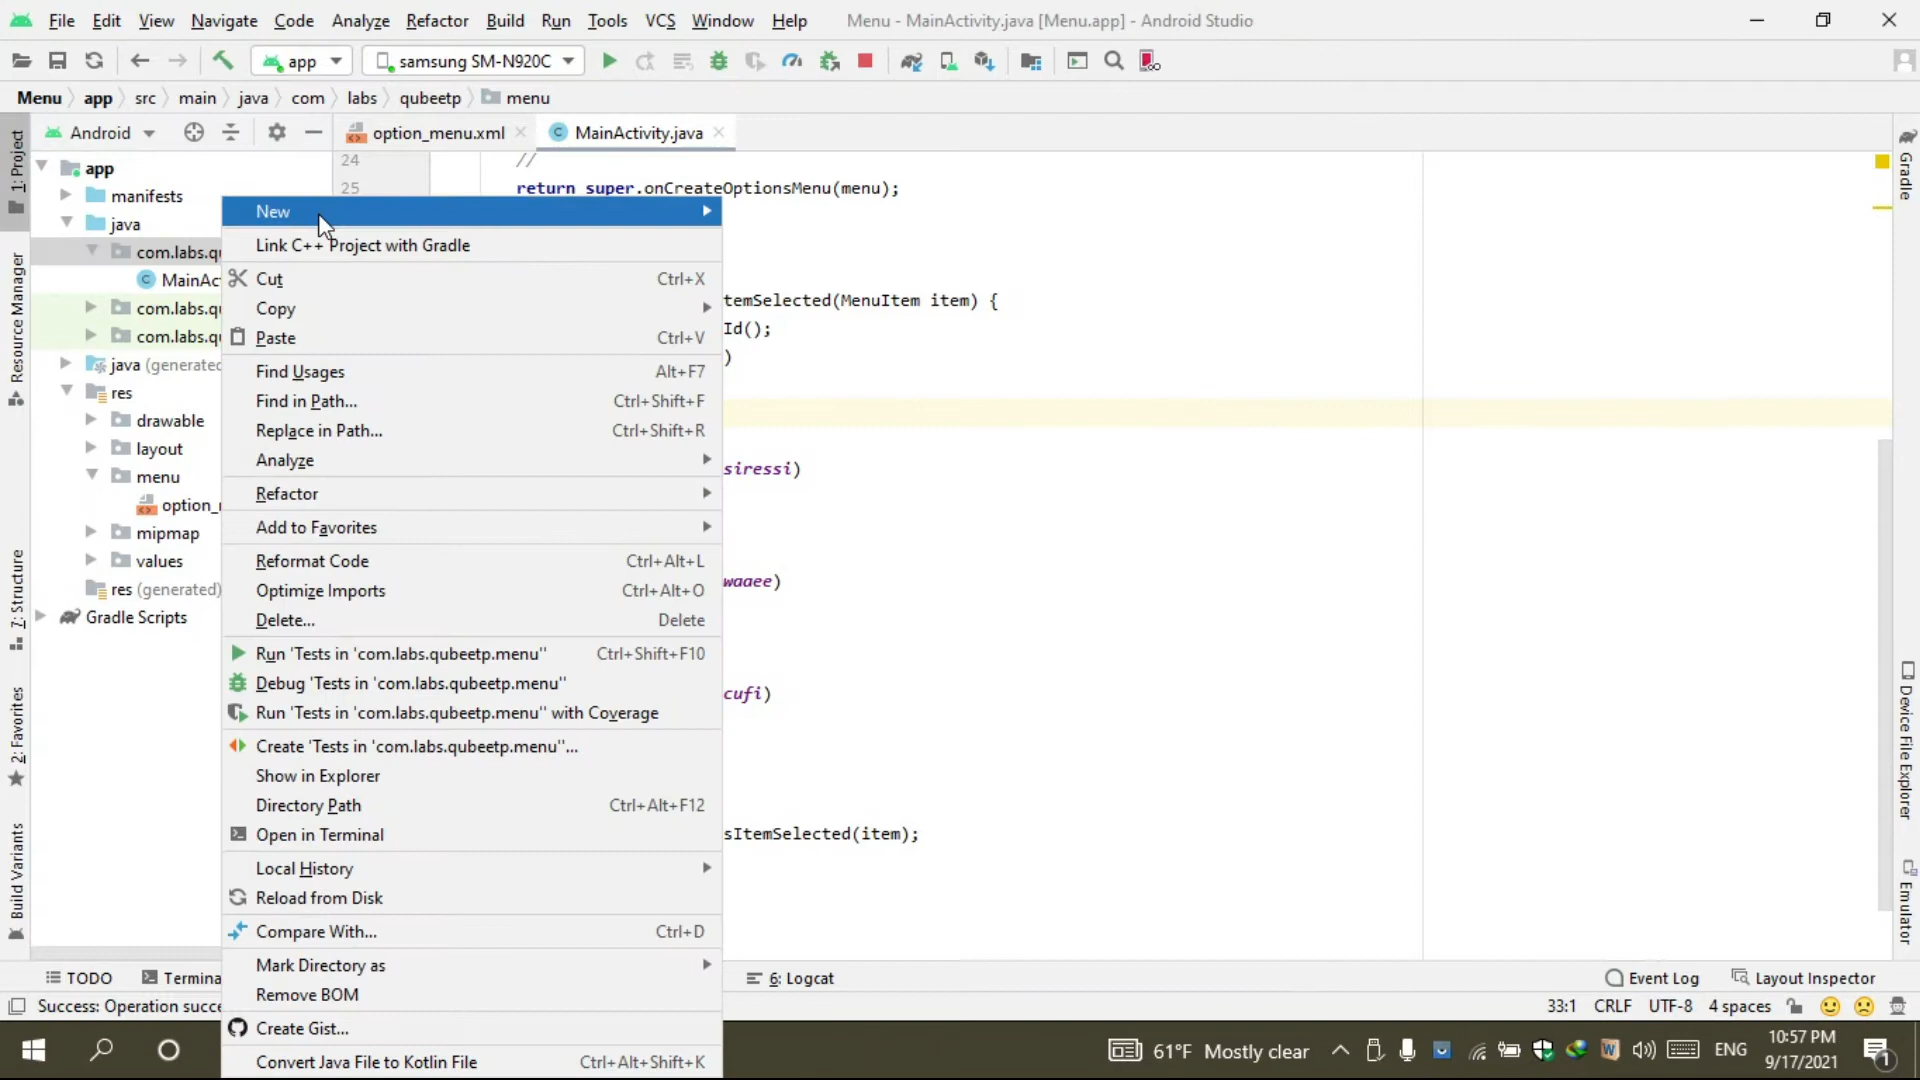 File Edit View Navigate Code Analyze Refactor Build Run Tools VCS Window Help Menu - MainActivity.java [Menu.app] - Android Studio
app samsung SM-N920C
Menu app src main java com labs qubeetp menu
Android option_menu.xml MainActivity.java
1: Project
Resource Manager
7: Structure
2: Favorites
Build Variants
app
manifests
java
com.labs.qu
MainAc
com.labs.qu
com.labs.qu
java (generated
res
drawable
layout
menu
option_
mipmap
values
res (generated)
Gradle Scripts
24 //
25 return super.onCreateOptionsMenu(menu);
temSelected(MenuItem item) {
Id();
)
siressi)
waaee)
cufi)
sItemSelected(item);
New
Link C++ Project with Gradle
Cut Ctrl+X
Copy
Paste Ctrl+V
Find Usages Alt+F7
Find in Path... Ctrl+Shift+F
Replace in Path... Ctrl+Shift+R
Analyze
Refactor
Add to Favorites
Reformat Code Ctrl+Alt+L
Optimize Imports Ctrl+Alt+O
Delete... Delete
Run 'Tests in 'com.labs.qubeetp.menu'' Ctrl+Shift+F10
Debug 'Tests in 'com.labs.qubeetp.menu''
Run 'Tests in 'com.labs.qubeetp.menu'' with Coverage
Create 'Tests in 'com.labs.qubeetp.menu''...
Show in Explorer
Directory Path Ctrl+Alt+F12
Open in Terminal
Local History
Reload from Disk
Compare With... Ctrl+D
Mark Directory as
Remove BOM
Create Gist...
Convert Java File to Kotlin File Ctrl+Alt+Shift+K
Gradle
Device File Explorer
Emulator
TODO Termina 6: Logcat Event Log Layout Inspector
Success: Operation succe 33:1 CRLF UTF-8 4 spaces
61°F Mostly clear ENG 10:57 PM
9/17/2021
1